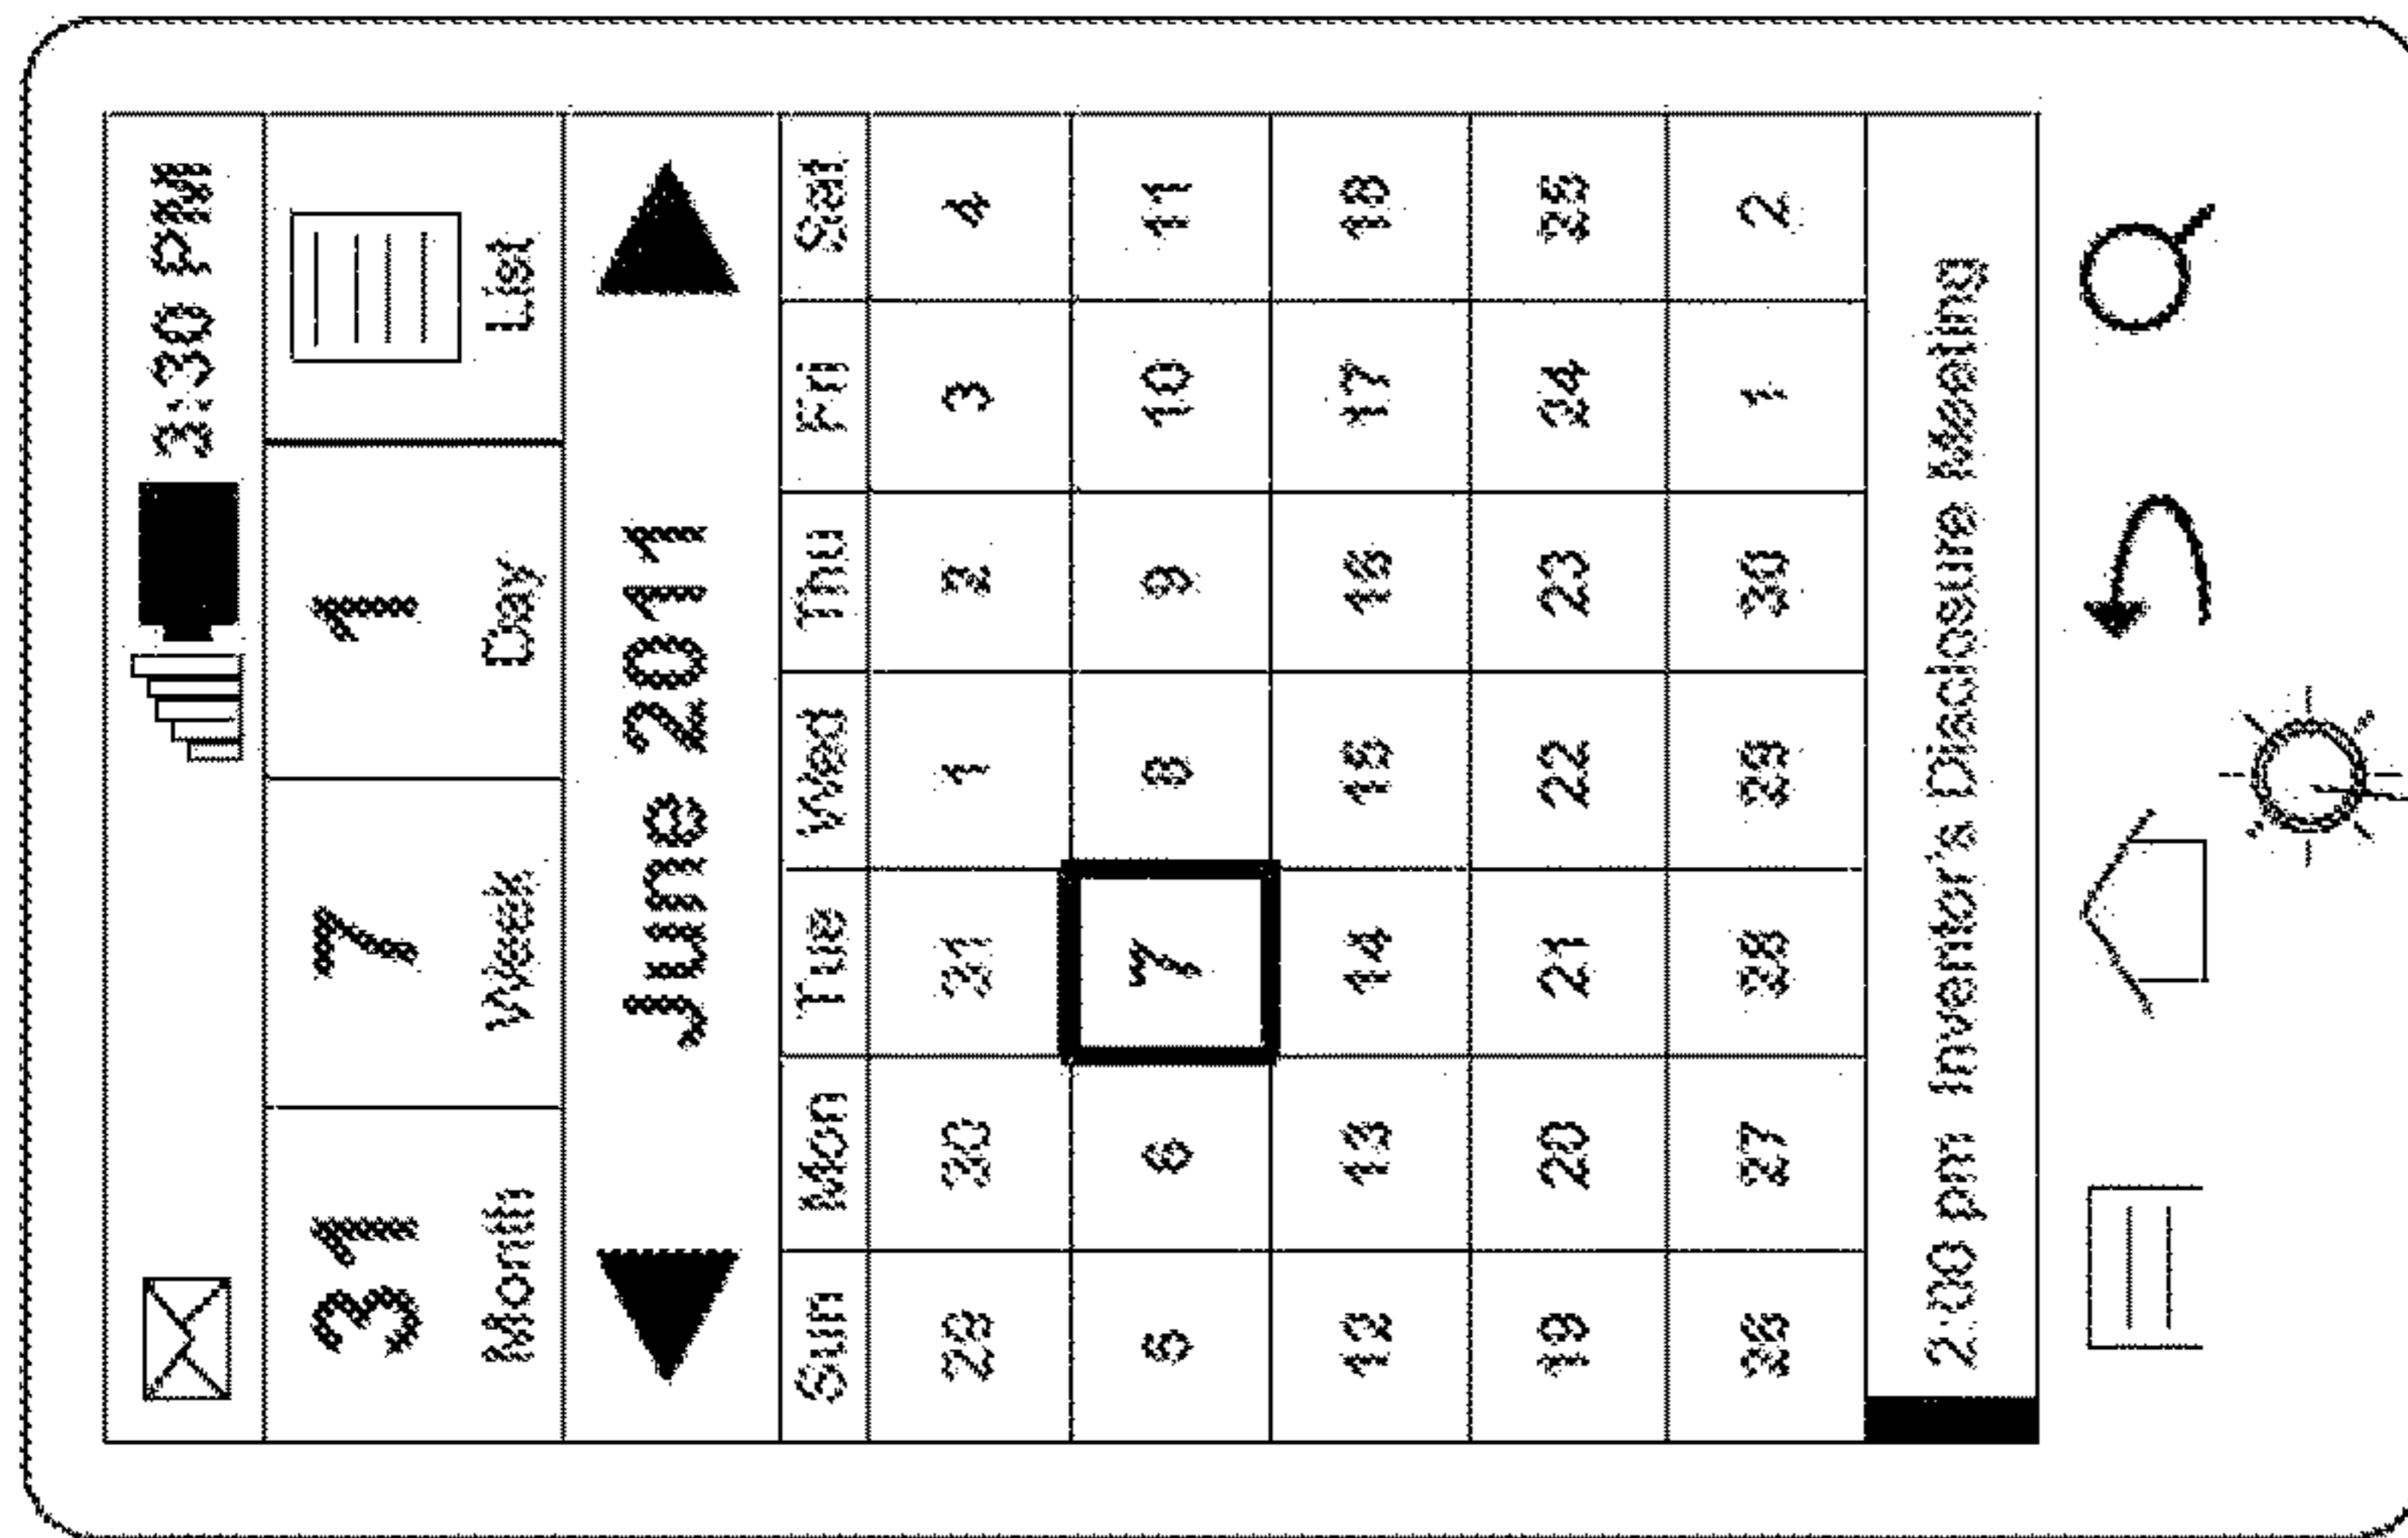 3:30 PM
31 7 1
Month Week Day List
June 2011
Sun Mon Tue Wed Thu Fri Sat
29 30 31 1 2 3 4
5 6 7 8 9 10 11
12 13 14 15 16 17 18
19 20 21 22 23 24 25
26 27 28 29 30 1 2
2:00 pm Inventor's Disclosure Meeting